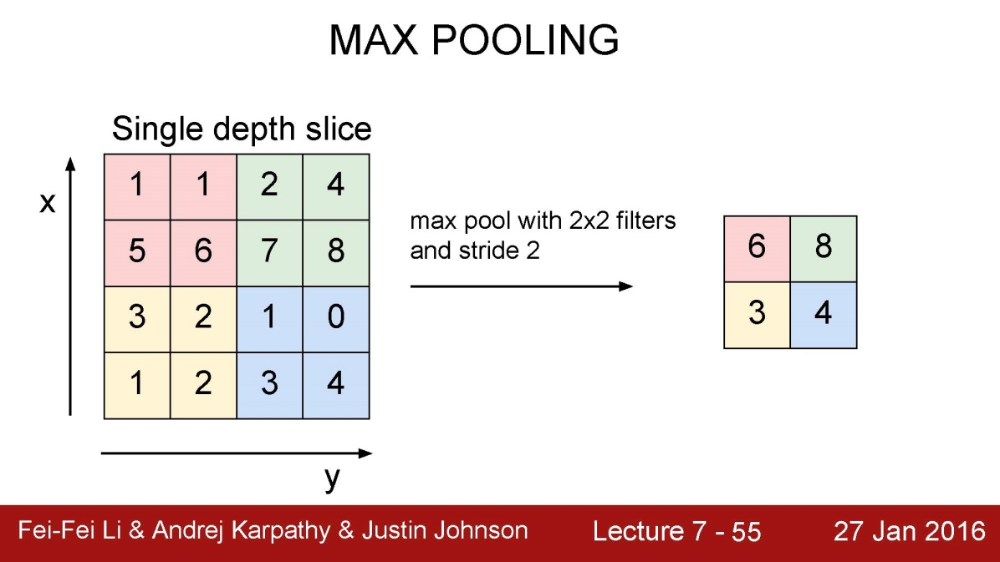 MAX POOLING
Single depth slice
x
1 1 2 4
5 6 7 8
3 2 1 0
1 2 3 4
y
max pool with 2x2 filters
and stride 2
6 8
3 4
Fei-Fei Li & Andrej Karpathy & Justin Johnson
Lecture 7 - 55
27 Jan 2016